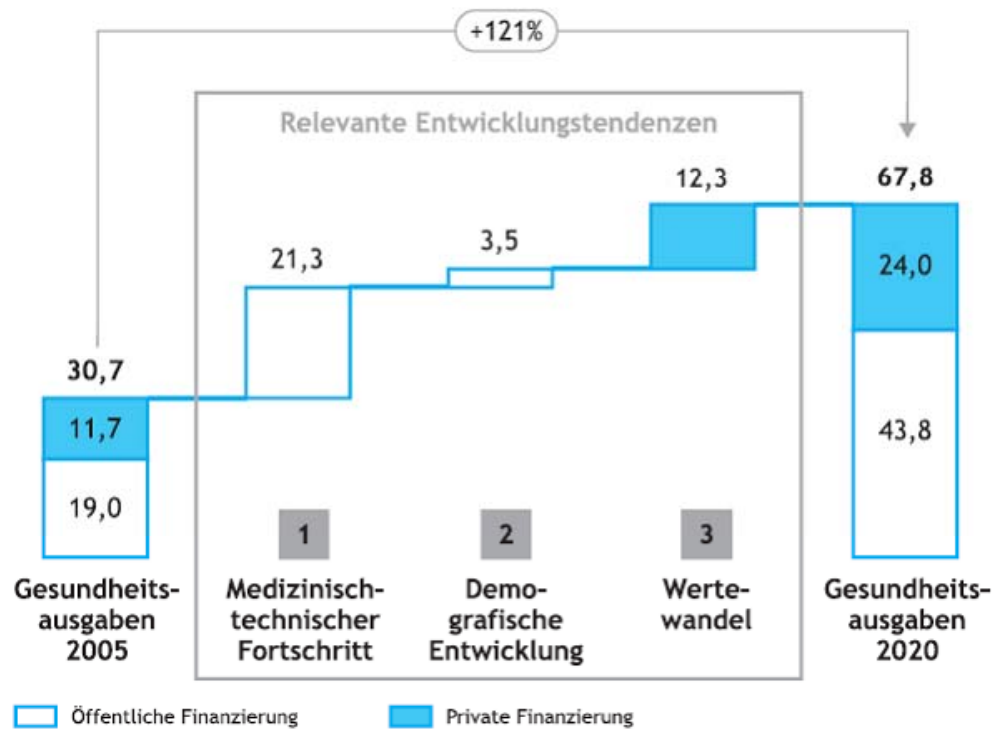 +121%
Relevante Entwicklungstendenzen
12,3
67,8
3,5
24,0
21,3
30,7
11,7
43,8
19,0
1
2
3
Gesundheits-
ausgaben
2005
Medizinisch-
technischer
Fortschritt
Demo-
grafische
Entwicklung
Werte-
wandel
Gesundheits-
ausgaben
2020
Öffentliche Finanzierung
Private Finanzierung